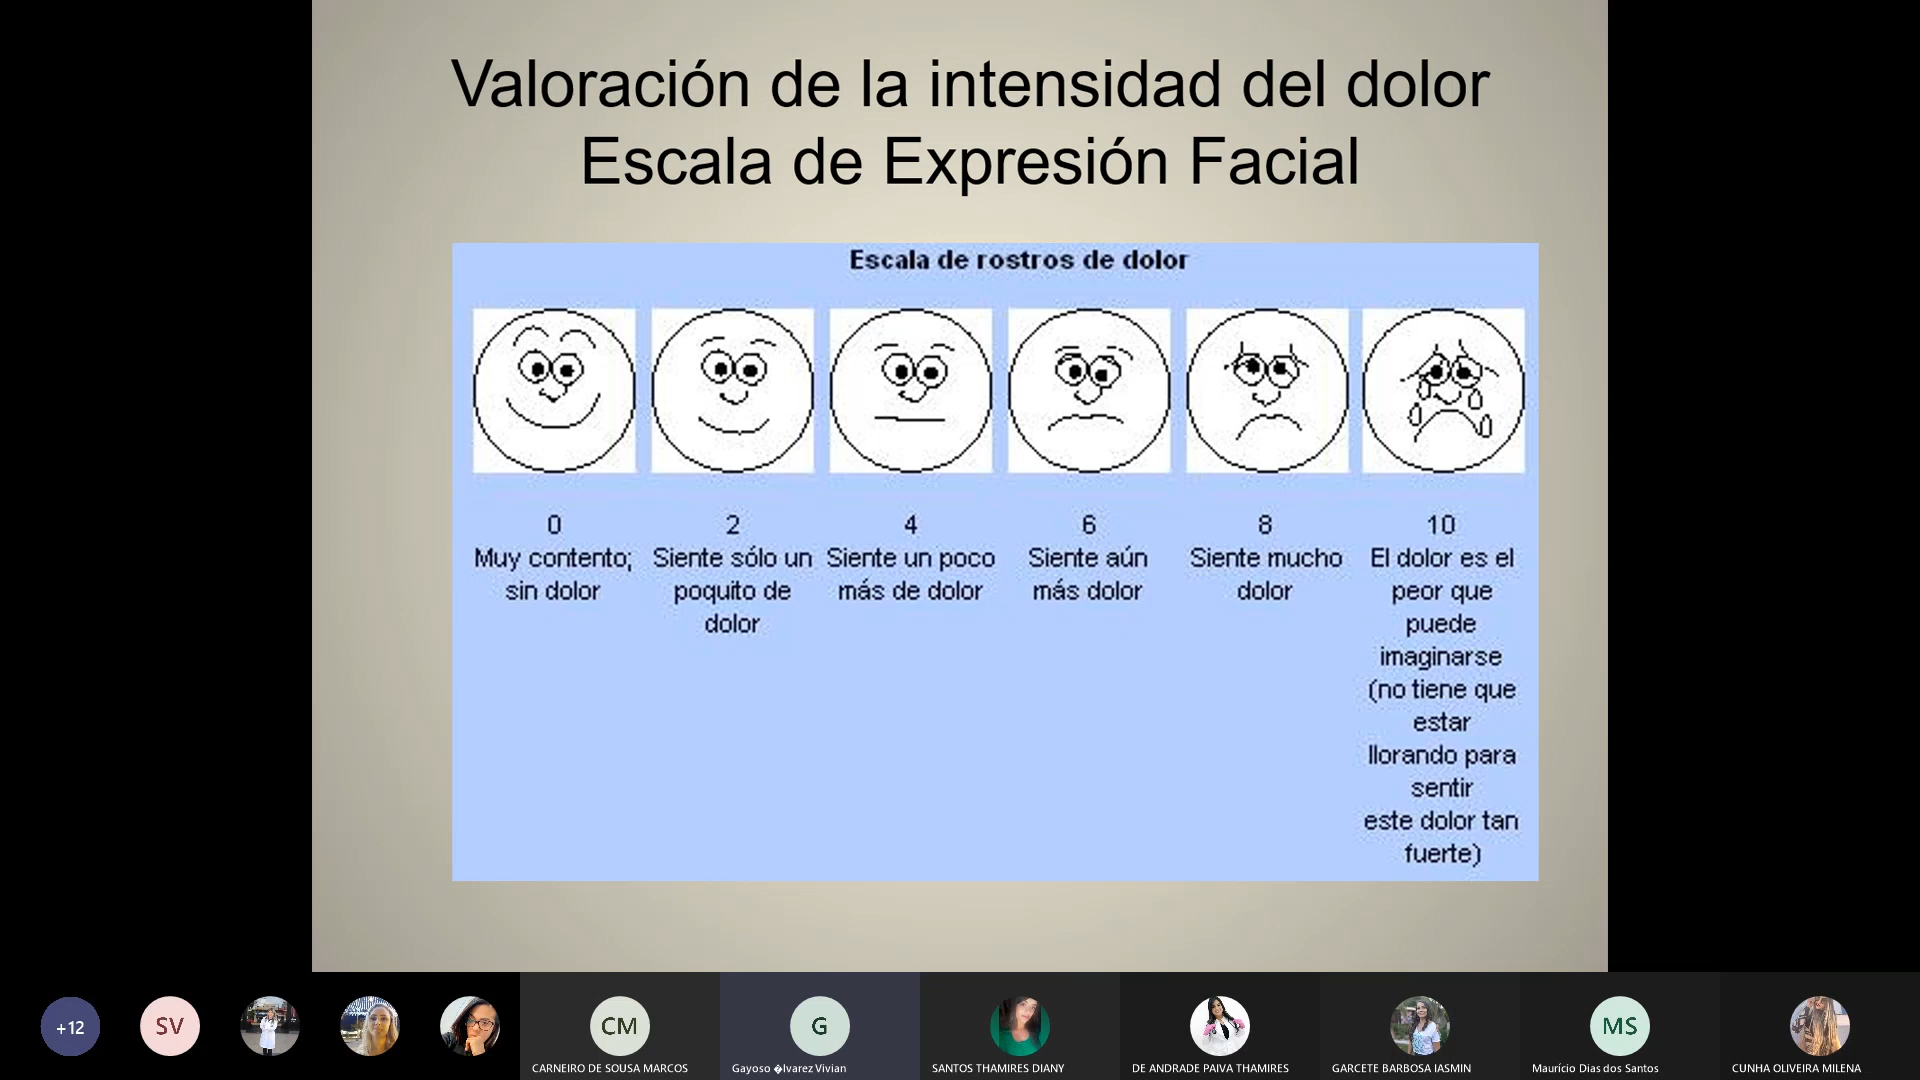 Valoración de la intensidad del dolor
Escala de Expresión Facial
Escala de rostros de dolor
0
Muy contento;
sin dolor
2
Siente sólo un
poquito de
dolor
4
Siente un poco
más de dolor
6
Siente aún
más dolor
8
Siente mucho
dolor
10
El dolor es el
peor que
puede
imaginarse
(no tiene que
estar
llorando para
sentir
este dolor tan
fuerte)
+12
SV
CM
CARNEIRO DE SOUSA MARCOS
G
Gayoso �lvarez Vivian
SANTOS THAMIRES DIANY
DE ANDRADE PAIVA THAMIRES
GARCETE BARBOSA IASMIN
MS
Maurício Dias dos Santos
CUNHA OLIVEIRA MILENA